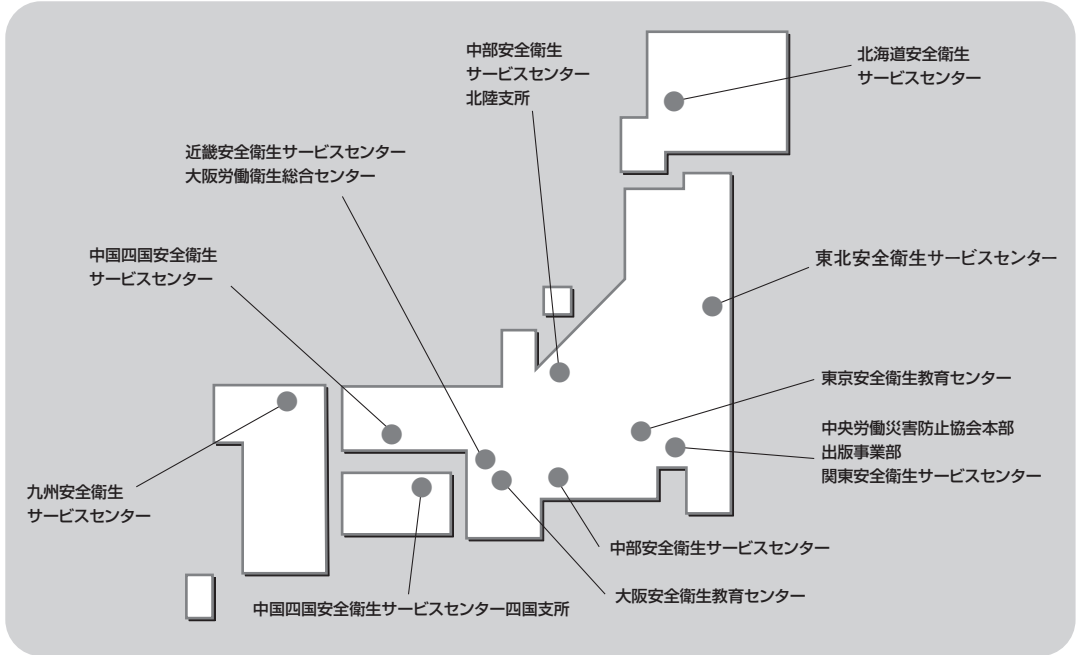 中部安全衛生
サービスセンター
北陸支所
北海道安全衛生
サービスセンター
近畿安全衛生サービスセンター
大阪労働衛生総合センター
中国四国安全衛生
サービスセンター
東北安全衛生サービスセンター
東京安全衛生教育センター
中央労働災害防止協会本部
出版事業部
関東安全衛生サービスセンター
九州安全衛生
サービスセンター
中部安全衛生サービスセンター
大阪安全衛生教育センター
中国四国安全衛生サービスセンター四国支所